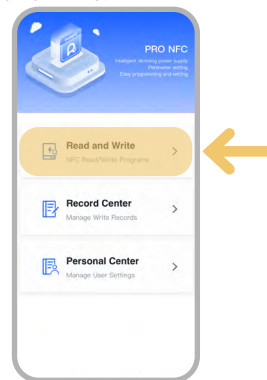 PRO NFC
Intelligent dimming power supply
Parameter setting
Easy programming and setting
Read and Write
NFC Read/Write Programs
Record Center
Manage Write Records
Personal Center
Manage User Settings